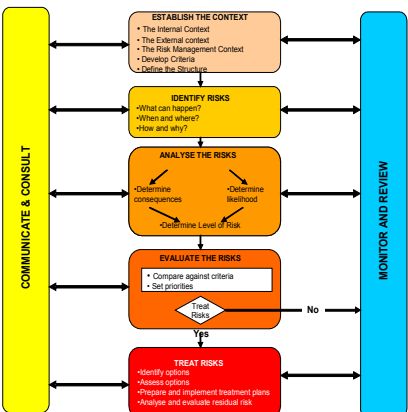 ESTABLISH THE CONTEXT
• The Internal Context
• The External context
• The Risk Management Context
• Develop Criteria
• Define the Structure
IDENTIFY RISKS
•What can happen?
•When and where?
•How and why?
ANALYSE THE RISKS
•Determine
consequences
•Determine
likelihood
•Determine Level of Risk
EVALUATE THE RISKS
• Compare against criteria
• Set priorities
Treat
Risks
No
Yes
TREAT RISKS
•Identify options
•Assess options
•Prepare and implement treatment plans
•Analyse and evaluate residual risk
COMMUNICATE & CONSULT
MONITOR AND REVIEW